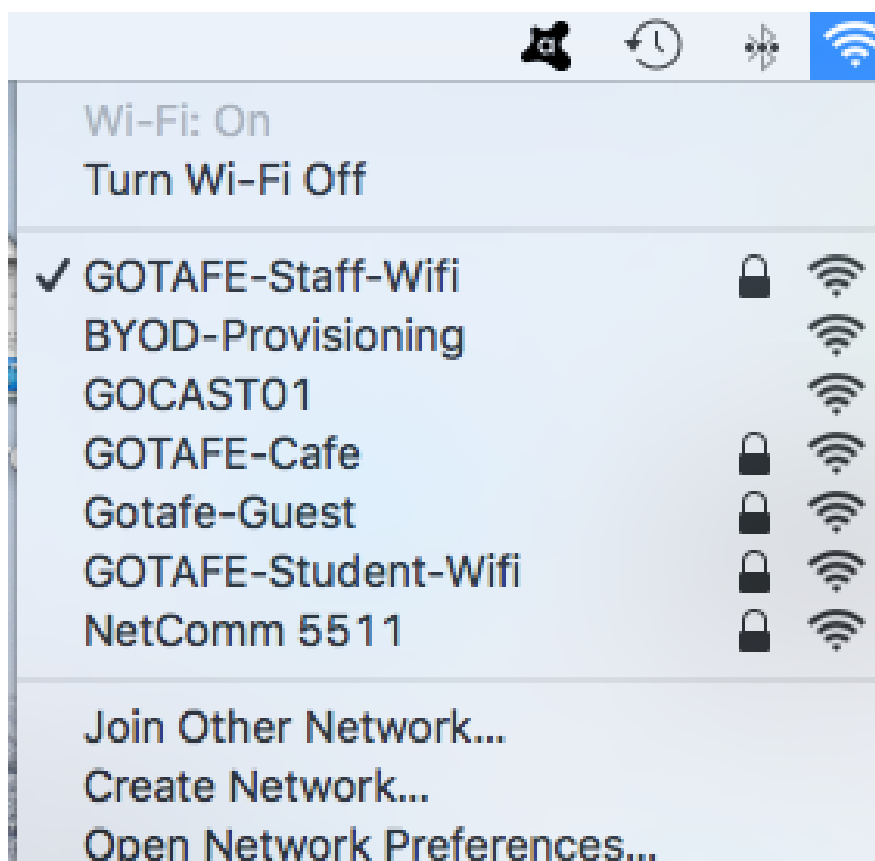 Wi-Fi: On
Turn Wi-Fi Off
✓ GOTAFE-Staff-Wifi
BYOD-Provisioning
GOCAST01
GOTAFE-Cafe
Gotafe-Guest
GOTAFE-Student-Wifi
NetComm 5511
Join Other Network...
Create Network...
Open Network Preferences...